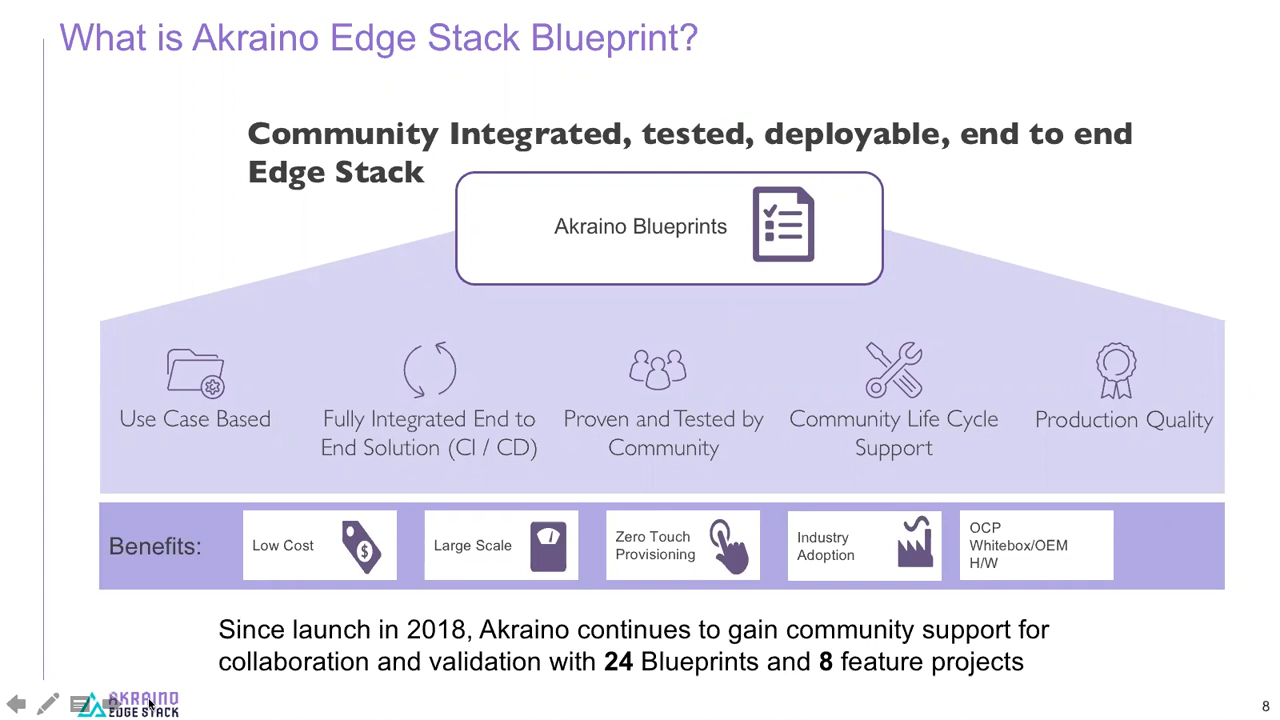 What is Akraino Edge Stack Blueprint?
Community Integrated, tested, deployable, end to end
Edge Stack
Akraino Blueprints
Use Case Based
Fully Integrated End to
End Solution (CI / CD)
Proven and Tested by
Community
Community Life Cycle
Support
Production Quality
Benefits:
Low Cost
$
Large Scale
Zero Touch
Provisioning
Industry
Adoption
OCP
Whitebox/OEM
H/W
Since launch in 2018, Akraino continues to gain community support for
collaboration and validation with 24 Blueprints and 8 feature projects
AKRAINO
EDGE STACK
8